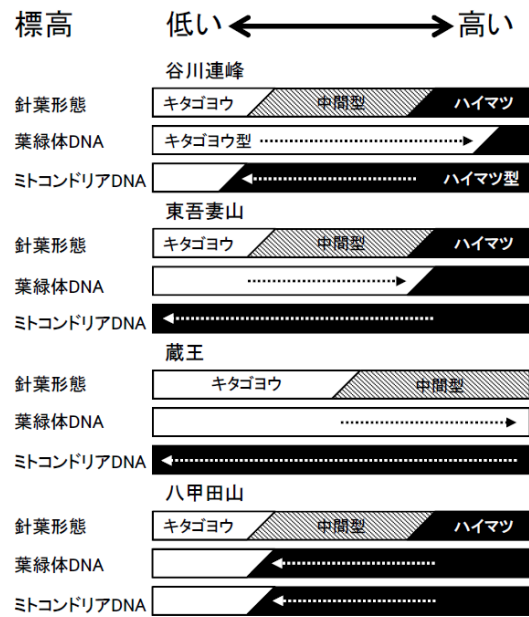 標高 低い 高い
谷川連峰
針葉形態 キタゴヨウ 中間型 ハイマツ
葉緑体DNA キタゴヨウ型
ミトコンドリアDNA ハイマツ型
東吾妻山
針葉形態 キタゴヨウ 中間型 ハイマツ
葉緑体DNA
ミトコンドリアDNA
蔵王
針葉形態 キタゴヨウ 中間型
葉緑体DNA
ミトコンドリアDNA
八甲田山
針葉形態 キタゴヨウ 中間型 ハイマツ
葉緑体DNA
ミトコンドリアDNA